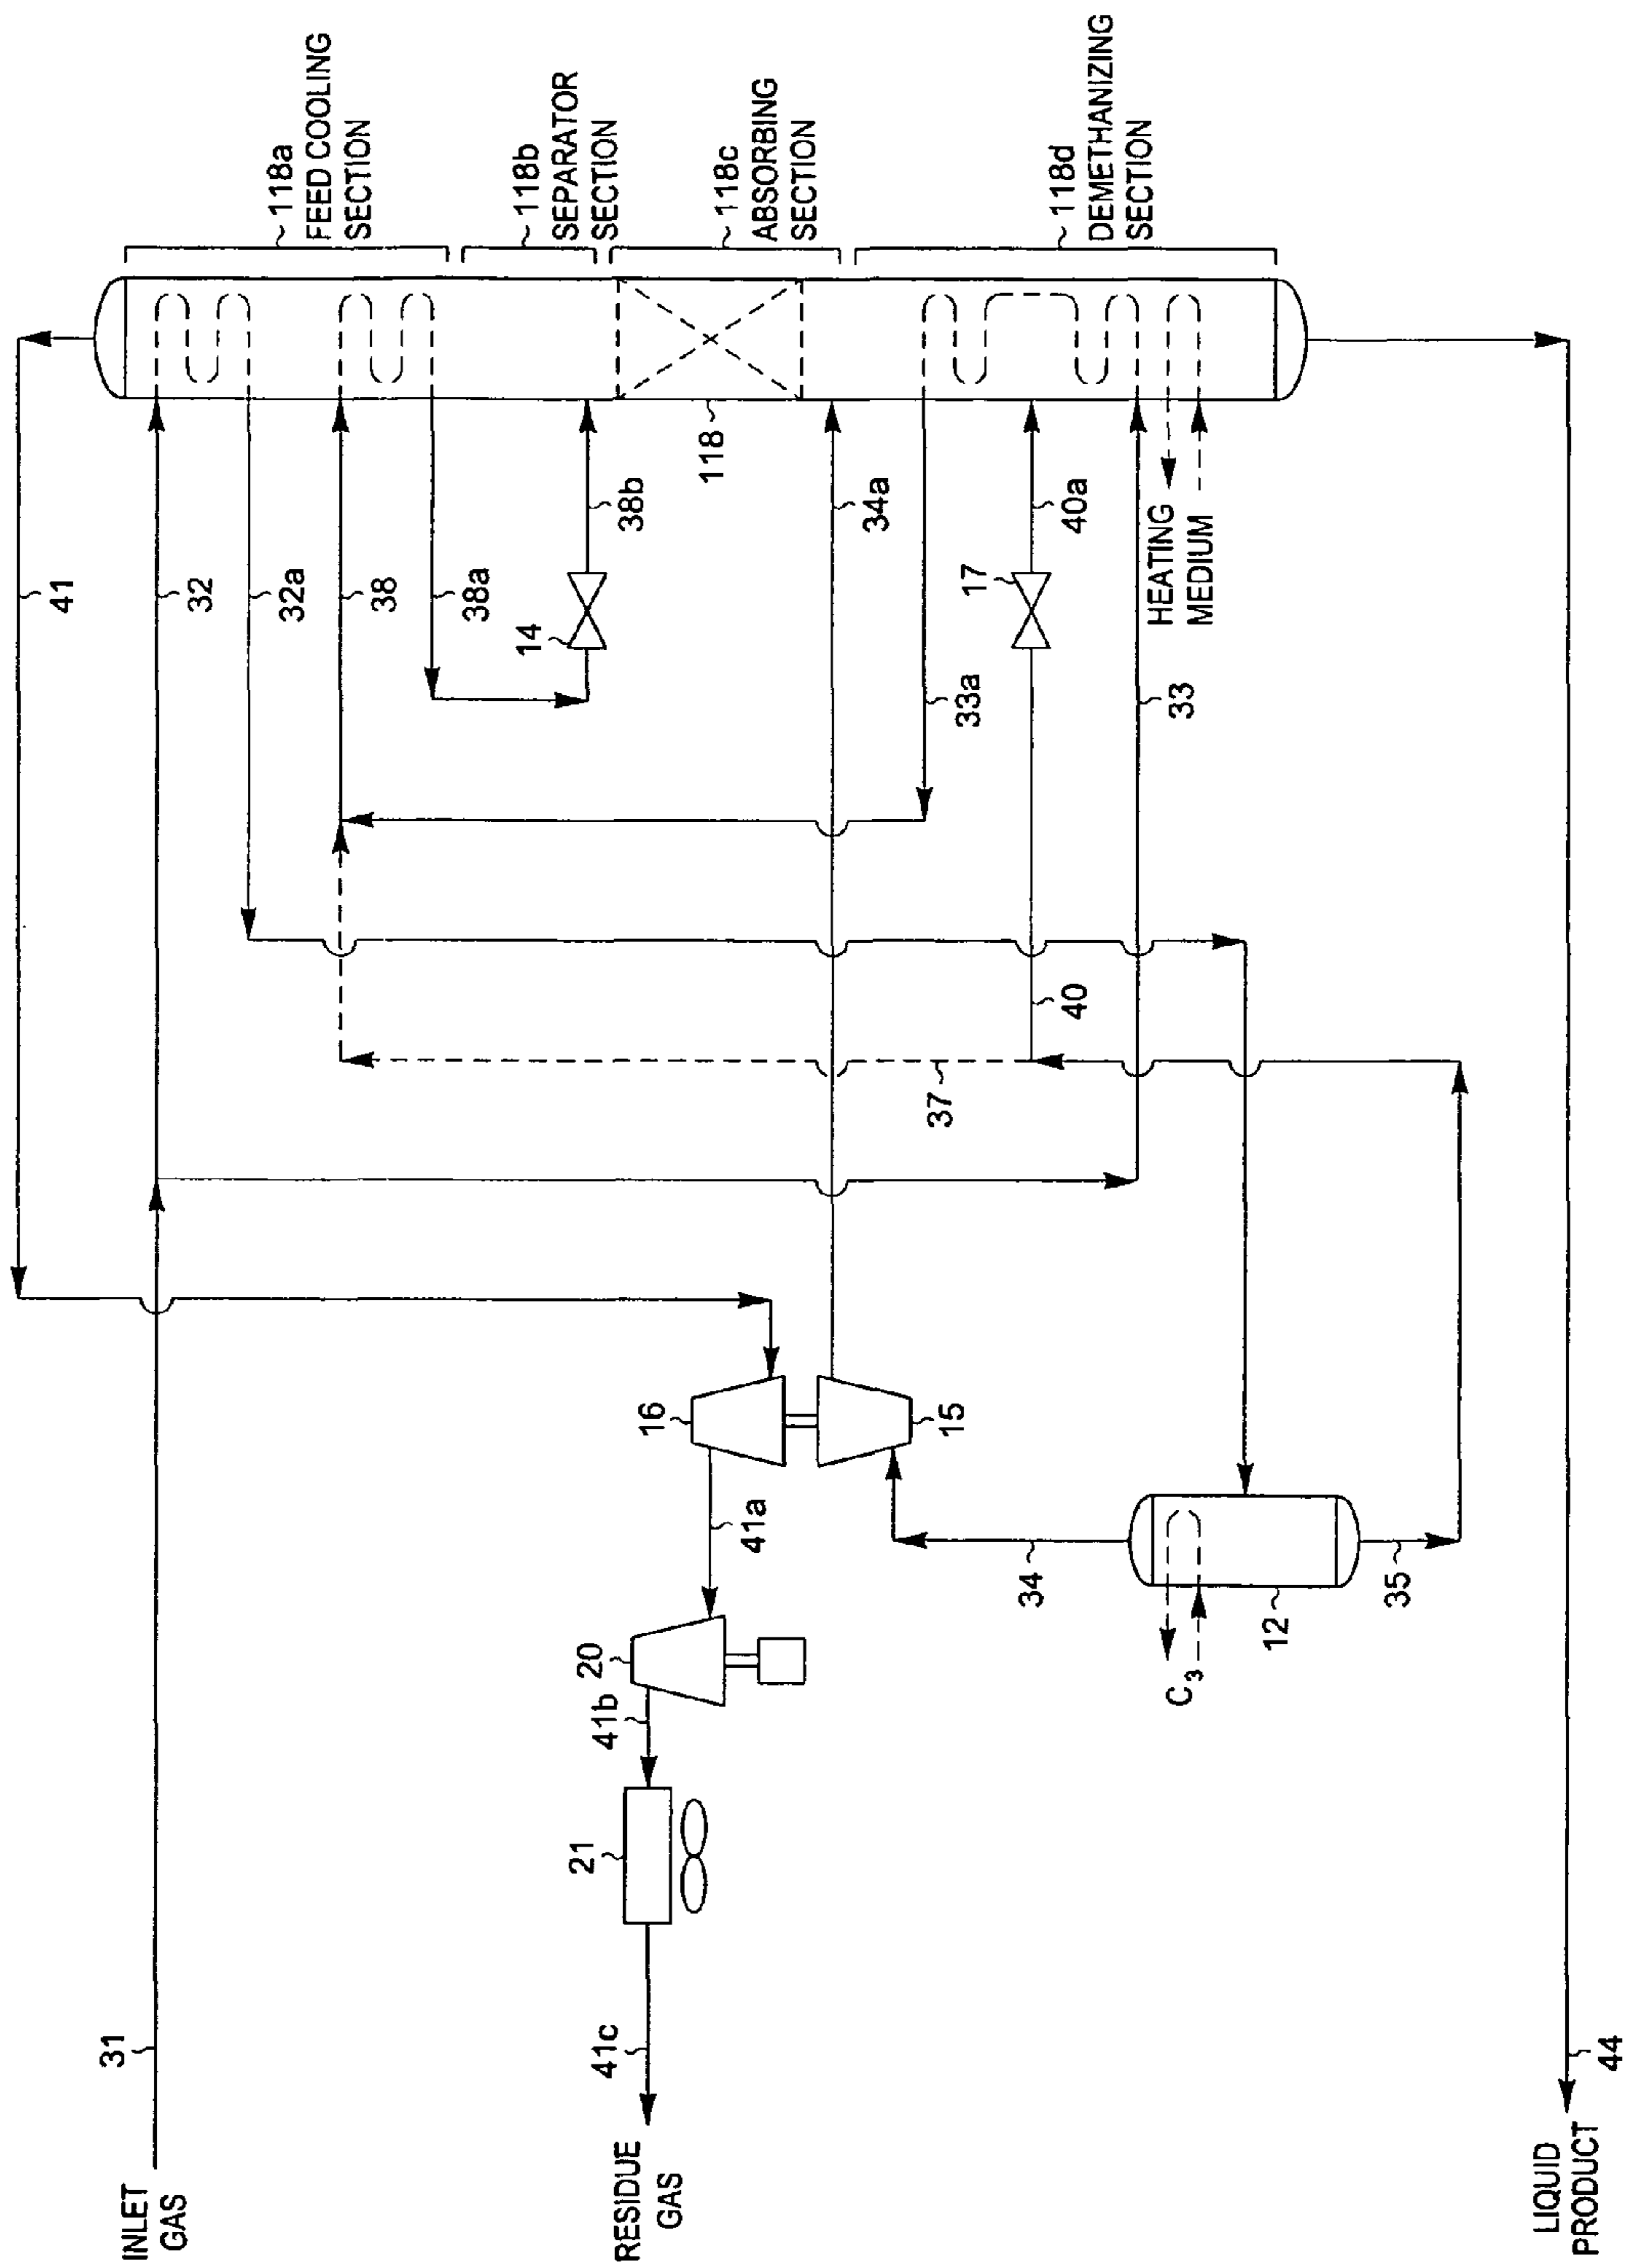 INLET
GAS
31
RESIDUE
GAS
41c
21
41b
20
41a
16
15
C3
12
34
35
41
32
32a
38
38a
14
38b
118
34a
33a
37
40
17
40a
33
HEATING
MEDIUM
118a
FEED COOLING
SECTION
118b
SEPARATOR
SECTION
118c
ABSORBING
SECTION
118d
DEMETHANIZING
SECTION
LIQUID
PRODUCT
44